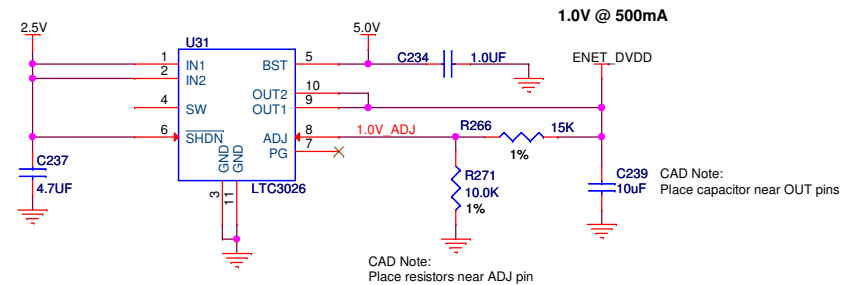 1.0V @ 500mA
2.5V
5.0V
U31
ENET_DVDD
1 IN1
2 IN2
4 SW
6 SHDN
BST 5
OUT2 10
OUT1 9
ADJ 8
PG 7
GND 3
GND 11
LTC3026
C234 1.0UF
1.0V_ADJ
R266 15K
1%
C237
4.7UF
R271
10.0K
1%
C239
10uF
CAD Note:
Place capacitor near OUT pins
CAD Note:
Place resistors near ADJ pin